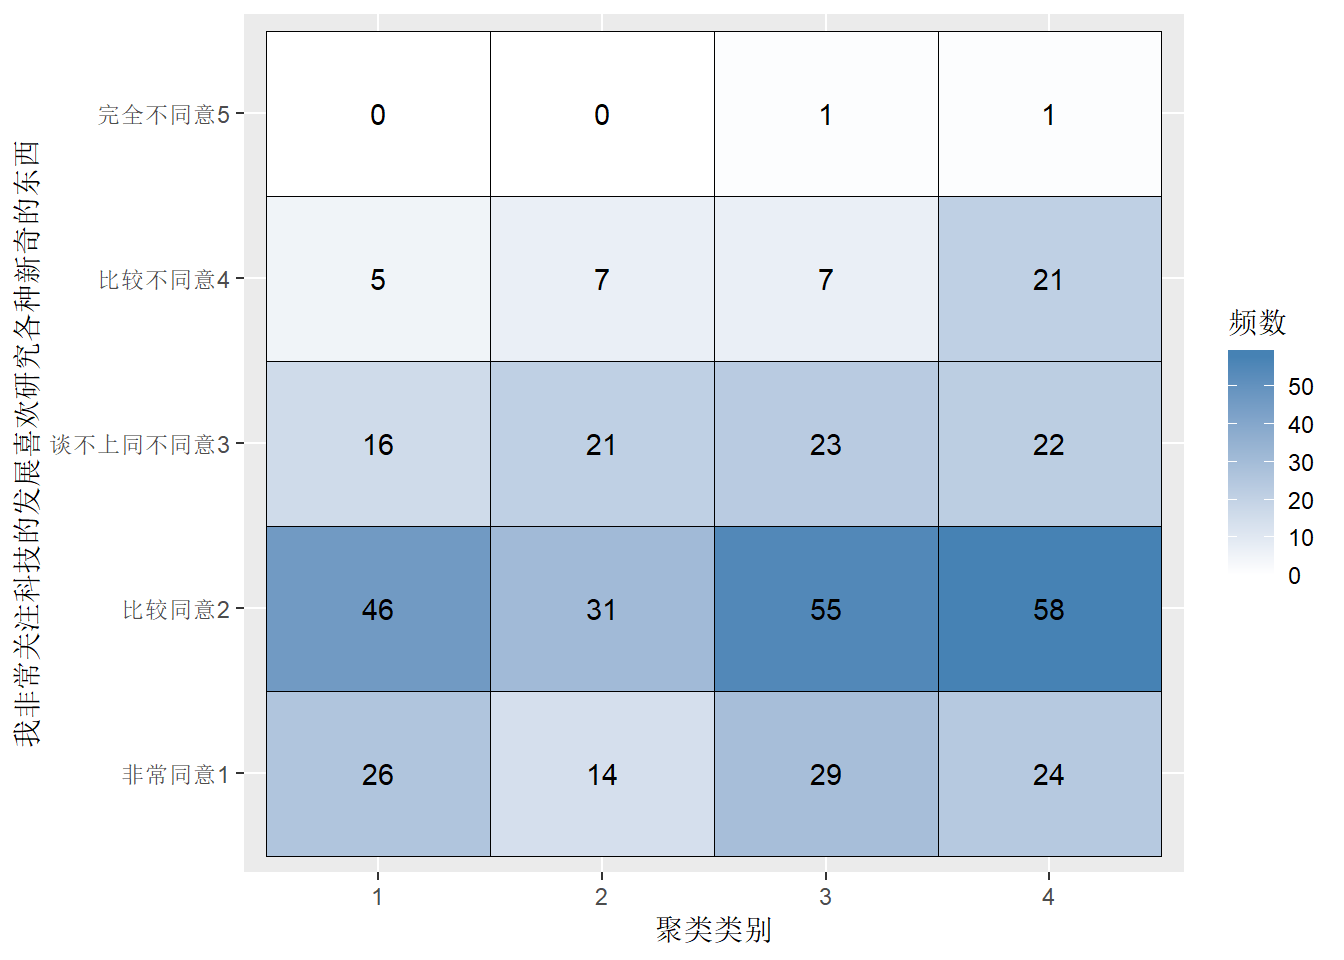 我非常关注科技的发展喜欢研究各种新奇的东西
完全不同意5 0 0 1 1
比较不同意4 5 7 7 21
谈不上同不同意3 16 21 23 22
比较同意2 46 31 55 58
非常同意1 26 14 29 24
1 2 3 4
聚类类别
频数
50
40
30
20
10
0